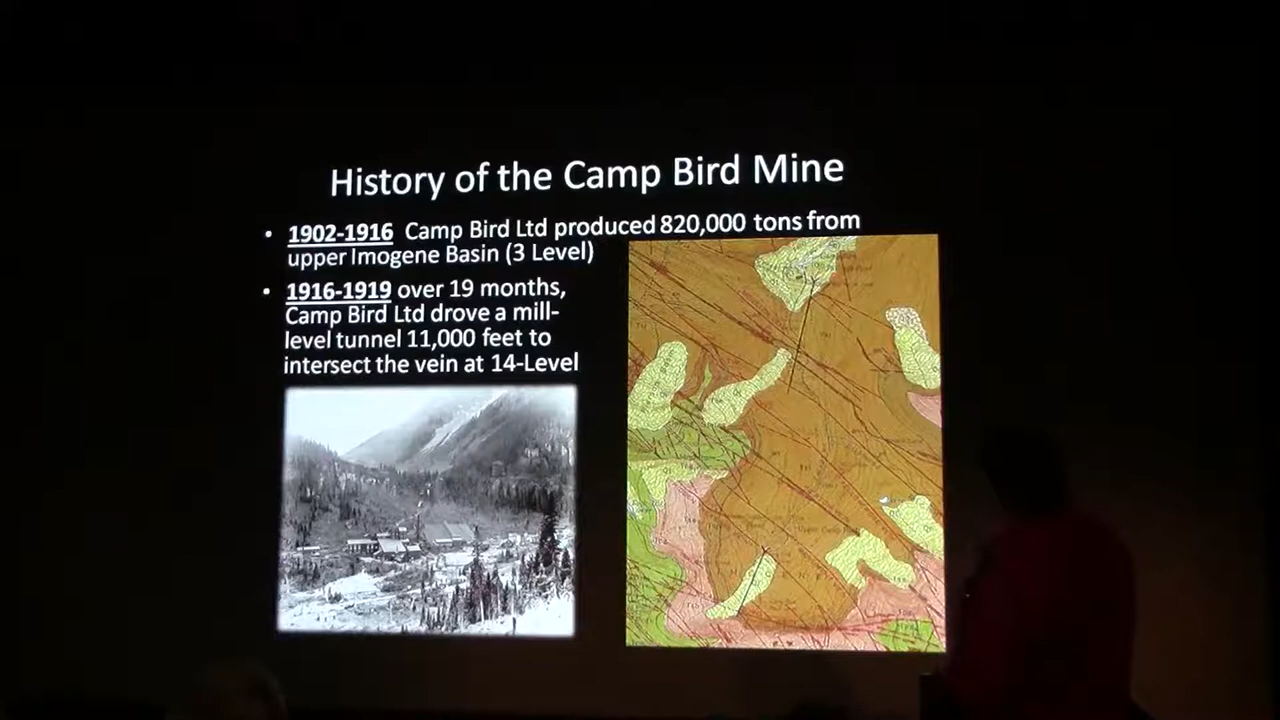 History of the Camp Bird Mine
• 1902-1916 Camp Bird Ltd produced 820,000 tons from
upper Imogene Basin (3 Level)
• 1916-1919 over 19 months,
Camp Bird Ltd drove a mill-
level tunnel 11,000 feet to
intersect the vein at 14-Level